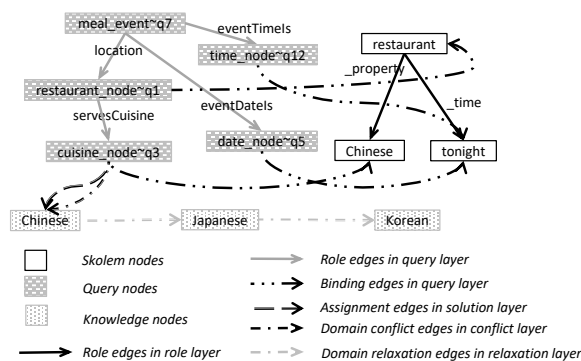 meal_event~q7
eventTimeIs
restaurant
location
time_node~q12
_property
restaurant_node~q1
eventDateIs
_time
servesCuisine
cuisine_node~q3
date_node~q5
Chinese
tonight
Chinese
Japanese
Korean
Skolem nodes
Role edges in query layer
Query nodes
Binding edges in query layer
Assignment edges in solution layer
Knowledge nodes
Domain conflict edges in conflict layer
Role edges in role layer
Domain relaxation edges in relaxation layer